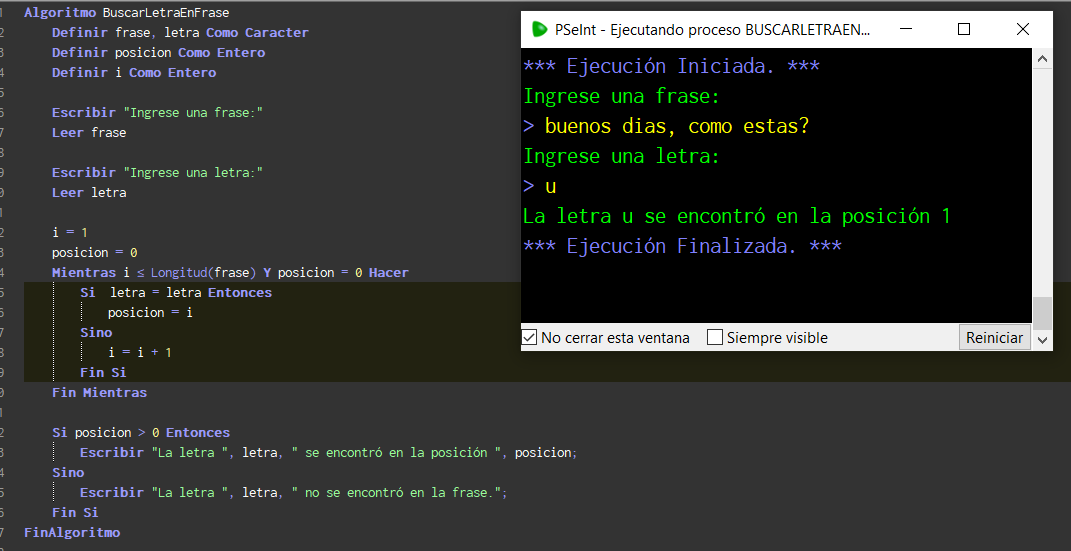 Algoritmo BuscarLetraEnFrase
Definir frase, letra Como Caracter
Definir posicion Como Entero
Definir i Como Entero
Escribir "Ingrese una frase:"
Leer frase
Escribir "Ingrese una letra:"
Leer letra
i = 1
posicion = 0
Mientras i ≤ Longitud(frase) Y posicion = 0 Hacer
Si letra = letra Entonces
posicion = i
Sino
i = i + 1
Fin Si
Fin Mientras
Si posicion > 0 Entonces
Escribir "La letra ", letra, " se encontró en la posición ", posicion;
Sino
Escribir "La letra ", letra, " no se encontró en la frase.";
Fin Si
FinAlgoritmo
PSeInt - Ejecutando proceso BUSCARLETRAEN...
*** Ejecución Iniciada. ***
Ingrese una frase:
> buenos dias, como estas?
Ingrese una letra:
> u
La letra u se encontró en la posición 1
*** Ejecución Finalizada. ***
No cerrar esta ventana
Siempre visible
Reiniciar